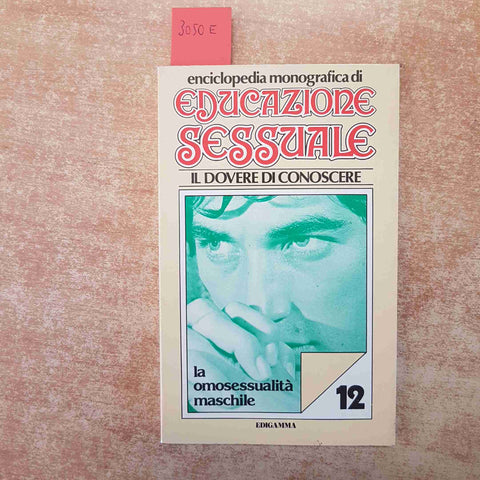 3050 E
enciclopedia monografica di
EDUCAZIONE
SESSUALE
IL DOVERE DI CONOSCERE
la
omosessualità
maschile
12
EDIGAMMA